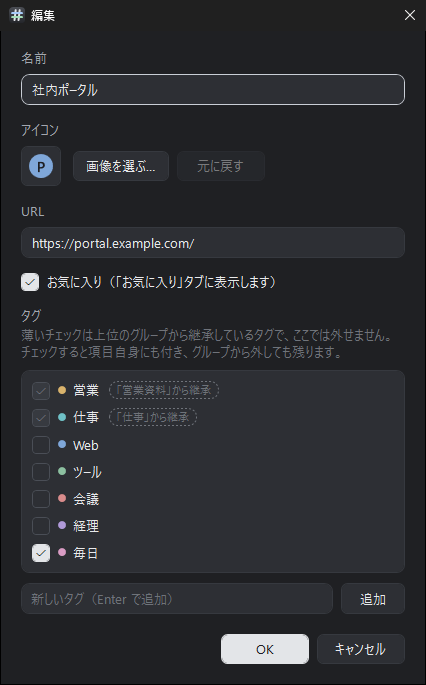 編集
名前
社内ポータル
アイコン
P
画像を選ぶ...
元に戻す
URL
https://portal.example.com/
お気に入り（「お気に入り」タブに表示します）
タグ
薄いチェックは上位のグループから継承しているタグで、ここでは外せません。
チェックすると項目自身にも付き、グループから外しても残ります。
営業 「営業資料」から継承
仕事 「仕事」から継承
Web
ツール
会議
経理
毎日
新しいタグ（Enter で追加）
追加
OK
キャンセル